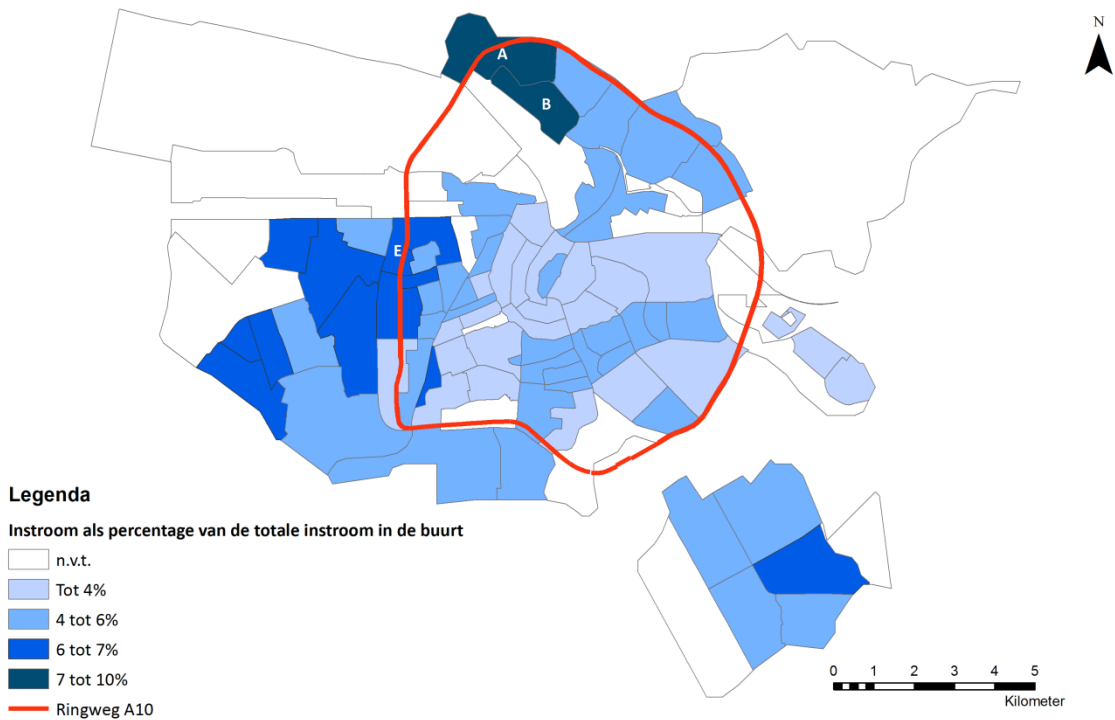 N
A
B
E
Legenda
Instroom als percentage van de totale instroom in de buurt
n.v.t.
Tot 4%
4 tot 6%
6 tot 7%
7 tot 10%
Ringweg A10
0 1 2 3 4 5
Kilometer